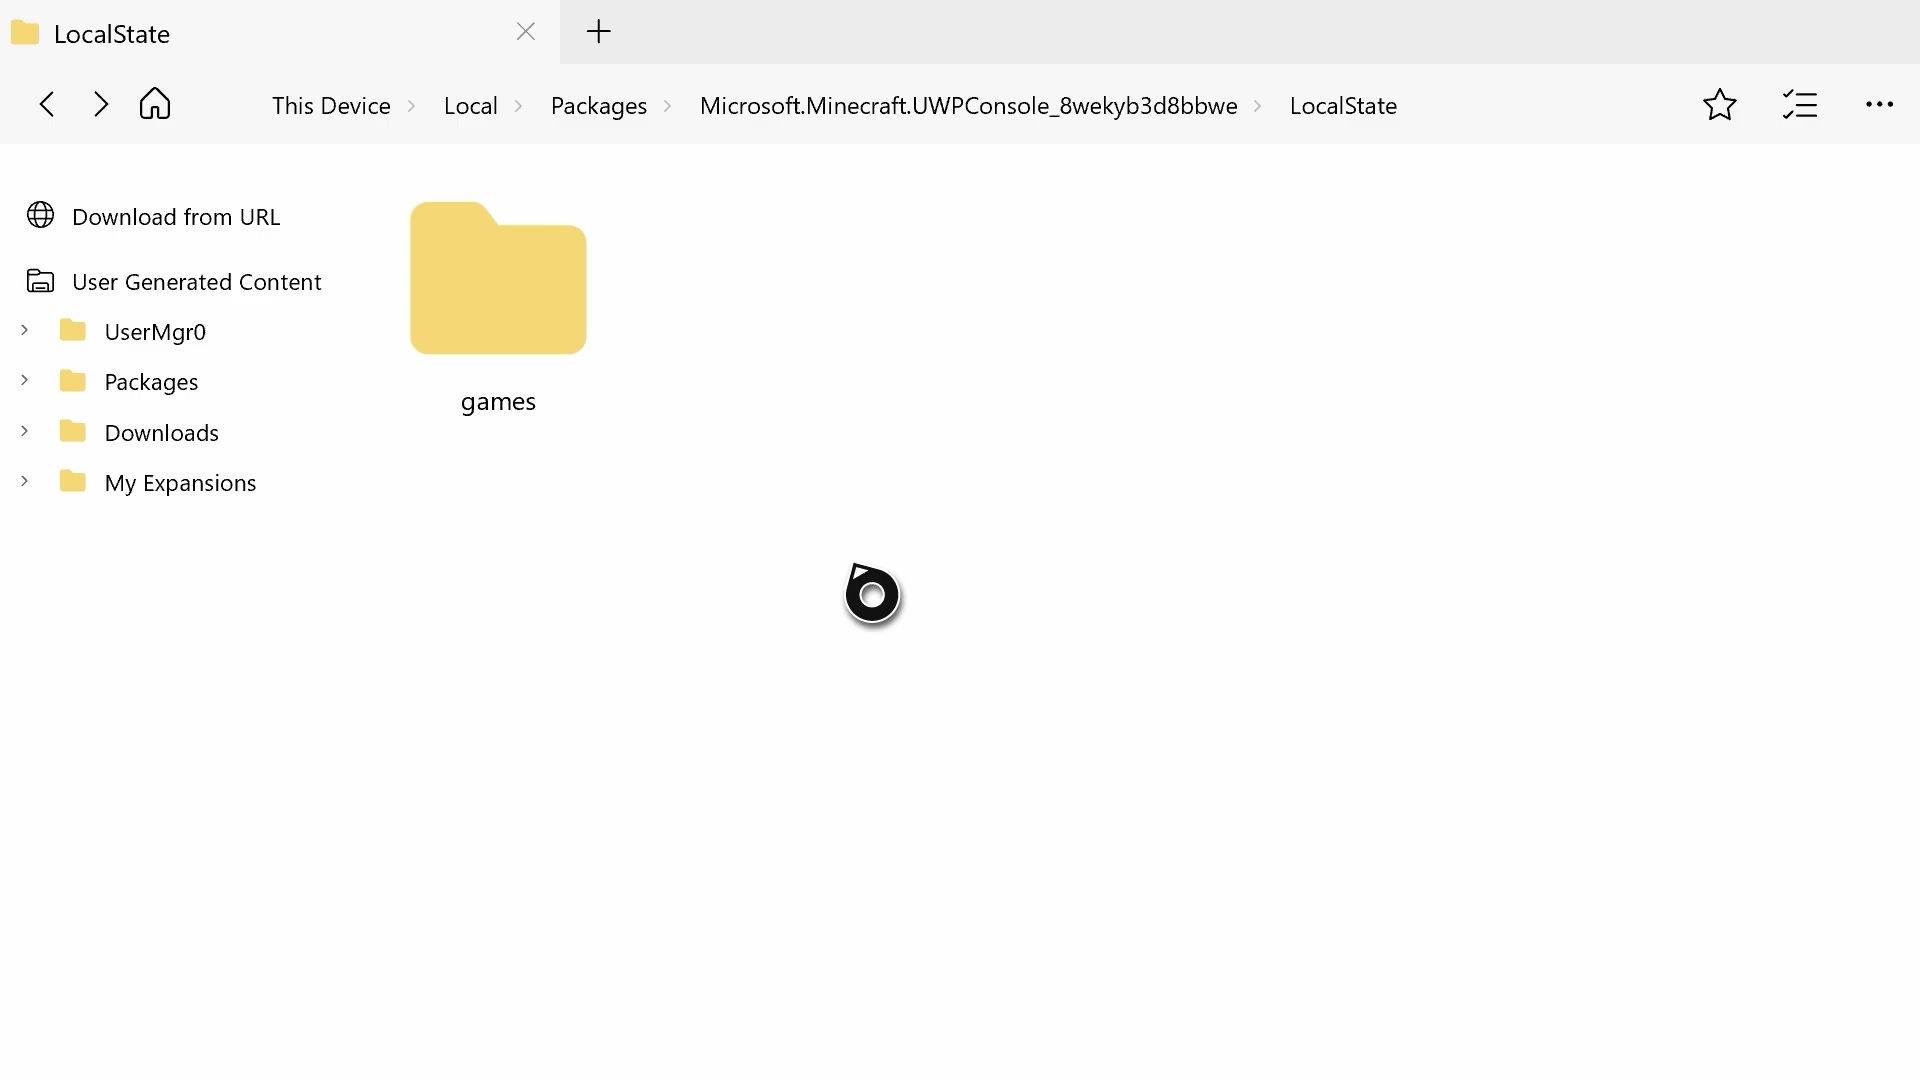 LocalState
This Device
Local
Packages
Microsoft.Minecraft.UWPConsole_8wekyb3d8bbwe
LocalState
Download from URL
User Generated Content
UserMgr0
Packages
Downloads
My Expansions
games